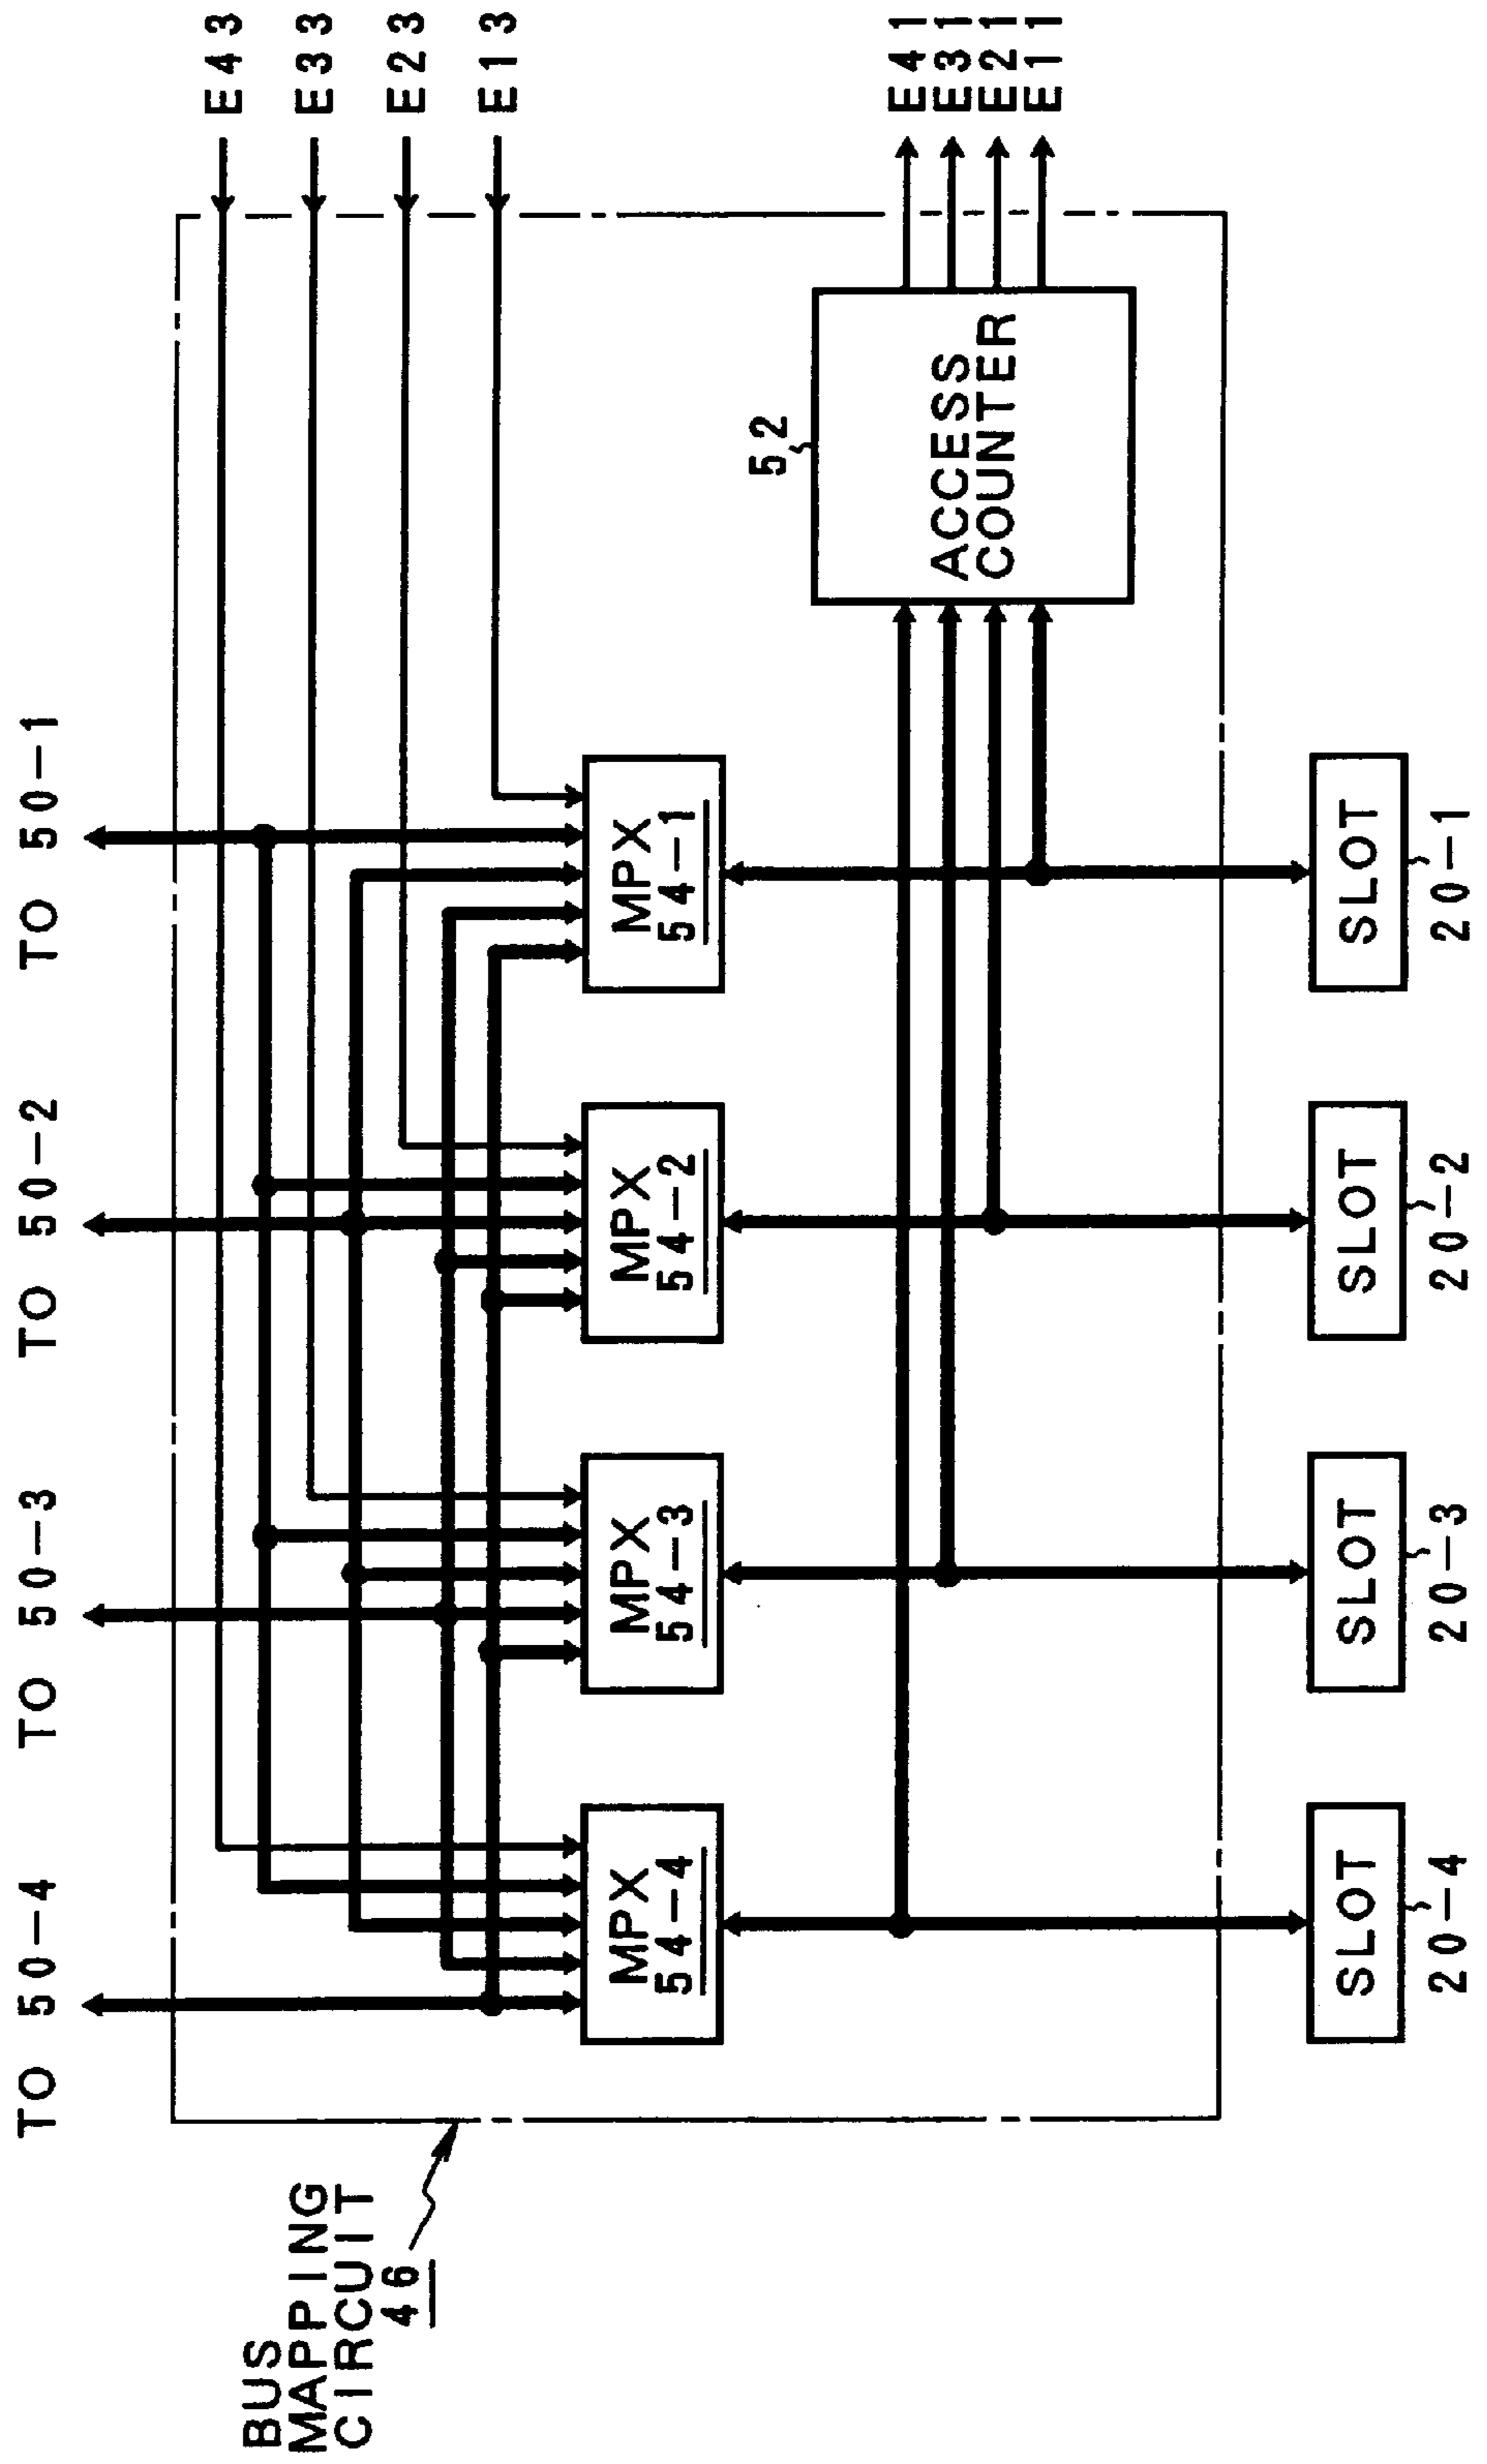 TO 50-4
TO 50-3
TO 50-2
TO 50-1
BUS
MAPPING
CIRCUIT
46
E43
E33
E23
E13
MPX
54-4
MPX
54-3
MPX
54-2
MPX
54-1
52
ACCESS
COUNTER
E41
E31
E21
E11
SLOT
SLOT
SLOT
SLOT
20-4
20-3
20-2
20-1